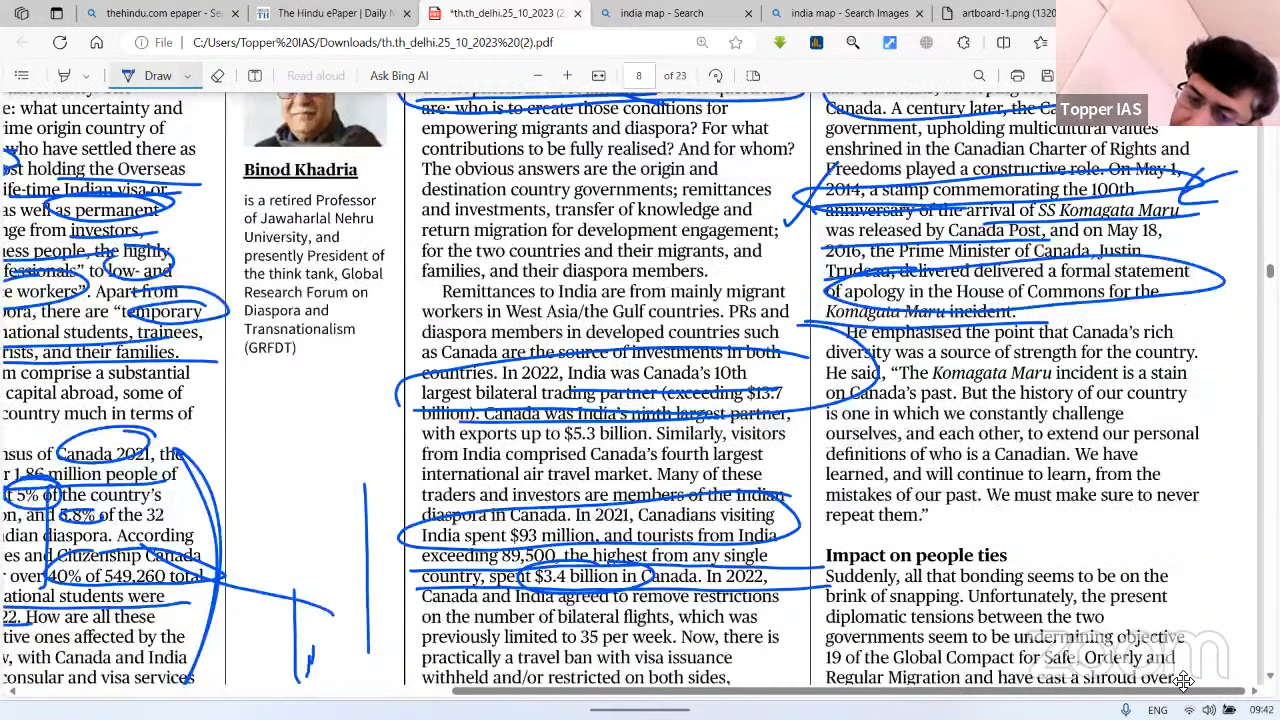 thehindu.com epaper - Se
The Hindu ePaper | Daily N
*th.th_delhi.25_10_2023 (2
india map - Search
india map - Search Images
artboard-1.png (1320
File
C:/Users/Topper%20IAS/Downloads/th.th_delhi.25_10_2023%20(2).pdf
Draw
Read aloud
Ask Bing AI
8
of 23
Topper IAS
e: what uncertainty and
ime origin country of
who have settled there as
st holding the Overseas
ife-time Indian visa or
as well as permanent
nge from investors,
ess people, the highly
fessionals" to low- and
e workers". Apart from
ora, there are "temporary
national students, trainees,
rists, and their families.
m comprise a substantial
capital abroad, some of
country much in terms of
nsus of Canada 2021, the
r 1.86 million people of
t 5% of the country's
on, and 5.8% of the 32
dian diaspora. According
es and Citizenship Canada
over 40% of 549,260 total
ational students were
22. How are all these
tive ones affected by the
w, with Canada and India
consular and visa services
Binod Khadria
is a retired Professor
of Jawaharlal Nehru
University, and
presently President of
the think tank, Global
Research Forum on
Diaspora and
Transnationalism
(GRFDT)
are: who is to create those conditions for
empowering migrants and diaspora? For what
contributions to be fully realised? And for whom?
The obvious answers are the origin and
destination country governments; remittances
and investments, transfer of knowledge and
return migration for development engagement;
for the two countries and their migrants, and
families, and their diaspora members.
Remittances to India are from mainly migrant
workers in West Asia/the Gulf countries. PRs and
diaspora members in developed countries such
as Canada are the source of investments in both
countries. In 2022, India was Canada's 10th
largest bilateral trading partner (exceeding $13.7
billion). Canada was India's ninth largest partner,
with exports up to $5.3 billion. Similarly, visitors
from India comprised Canada's fourth largest
international air travel market. Many of these
traders and investors are members of the Indian
diaspora in Canada. In 2021, Canadians visiting
India spent $93 million, and tourists from India
exceeding 89,500, the highest from any single
country, spent $3.4 billion in Canada. In 2022,
Canada and India agreed to remove restrictions
on the number of bilateral flights, which was
previously limited to 35 per week. Now, there is
practically a travel ban with visa issuance
withheld and/or restricted on both sides,
Canada. A century later, the Ca
government, upholding multicultural values
enshrined in the Canadian Charter of Rights and
Freedoms played a constructive role. On May 1,
2014, a stamp commemorating the 100th
anniversary of the arrival of SS Komagata Maru
was released by Canada Post, and on May 18,
2016, the Prime Minister of Canada, Justin
Trudeau, delivered delivered a formal statement
of apology in the House of Commons for the
Komagata Maru incident.
He emphasised the point that Canada's rich
diversity was a source of strength for the country.
He said, "The Komagata Maru incident is a stain
on Canada's past. But the history of our country
is one in which we constantly challenge
ourselves, and each other, to extend our personal
definitions of who is a Canadian. We have
learned, and will continue to learn, from the
mistakes of our past. We must make sure to never
repeat them."
Impact on people ties
Suddenly, all that bonding seems to be on the
brink of snapping. Unfortunately, the present
diplomatic tensions between the two
governments seem to be undermining objective
19 of the Global Compact for Safe, Orderly and
Regular Migration and have cast a shroud over
zoom
ENG
09:42